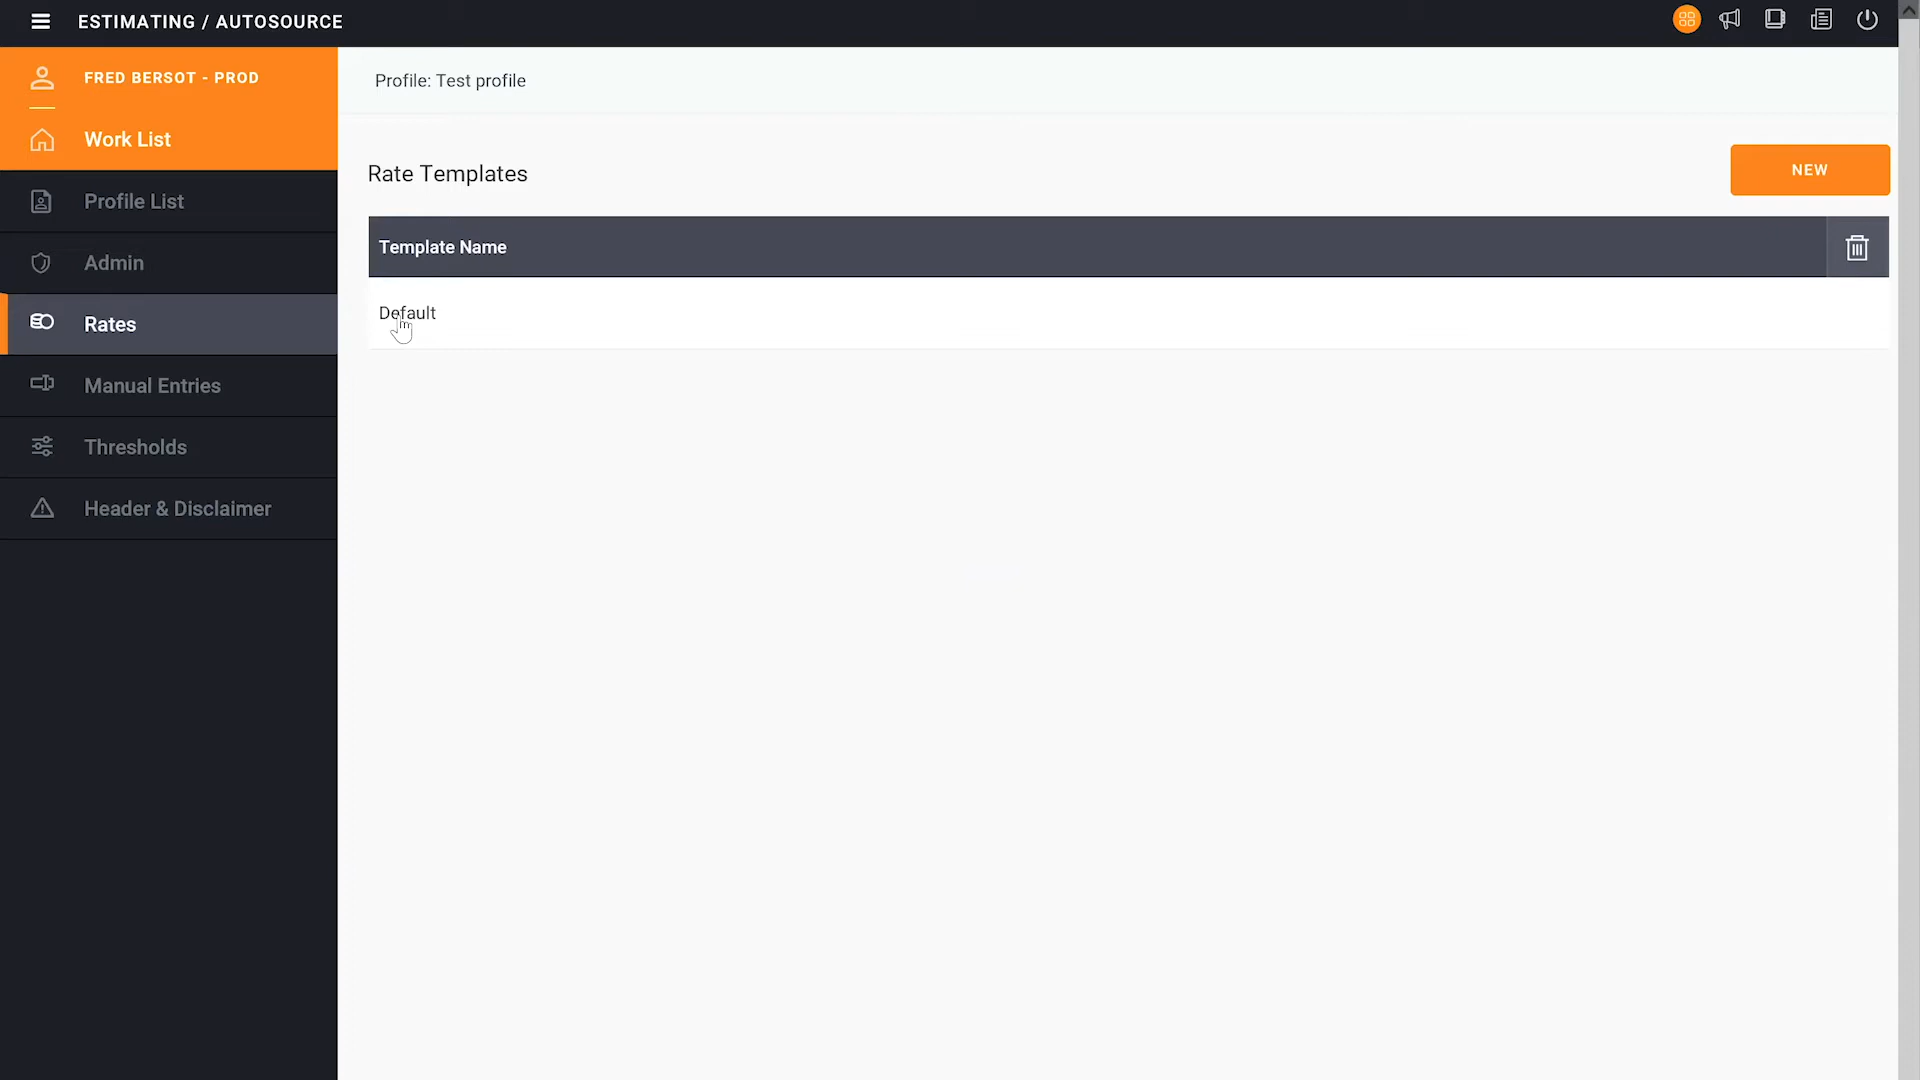 ESTIMATING / AUTOSOURCE
FRED BERSOT - PROD
Work List
Profile List
Admin
Rates
Manual Entries
Thresholds
Header & Disclaimer
Profile: Test profile
Rate Templates
NEW
Template Name
Default